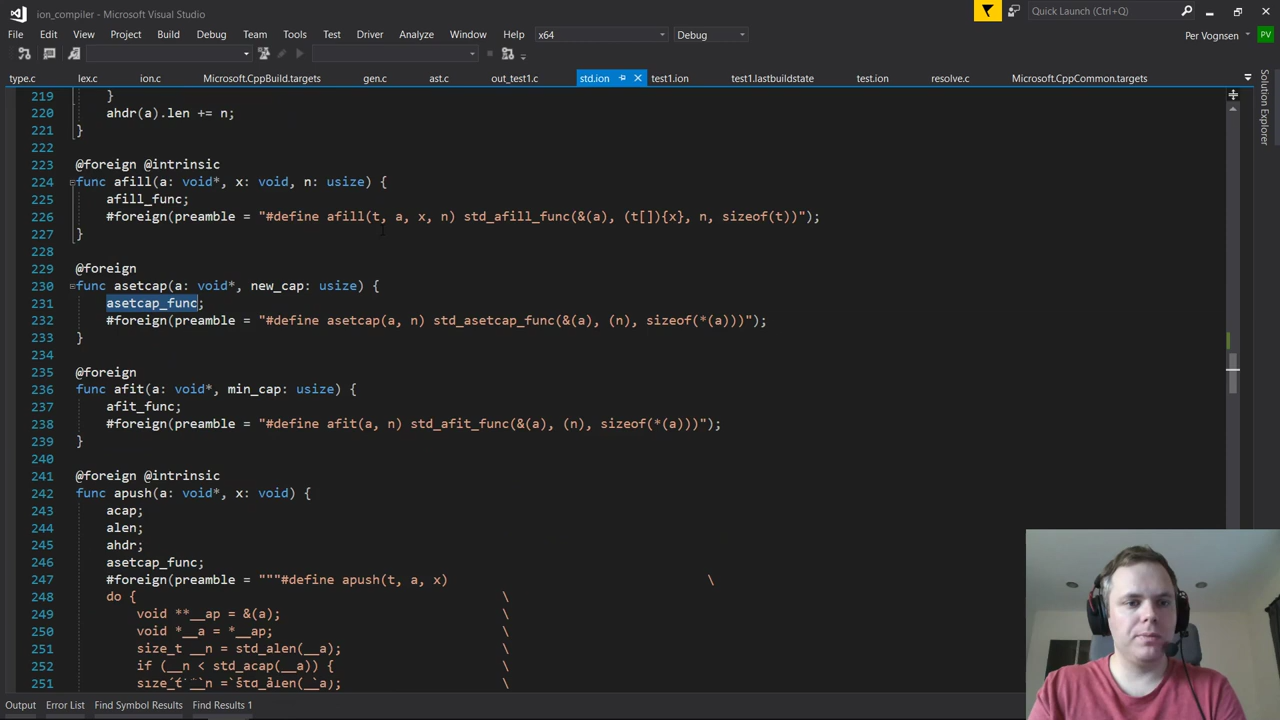 ion_compiler - Microsoft Visual Studio
Quick Launch (Ctrl+Q)
File Edit View Project Build Debug Team Tools Test Driver Analyze Window Help x64 Debug
Per Vognsen PV
type.c lex.c ion.c Microsoft.CppBuild.targets gen.c ast.c out_test1.c std.ion test1.ion test1.lastbuildstate test.ion resolve.c Microsoft.CppCommon.targets
Solution Explorer
219 }
220 ahdr(a).len += n;
221 }
222
223 @foreign @intrinsic
224 func afill(a: void*, x: void, n: usize) {
225 afill_func;
226 #foreign(preamble = "#define afill(t, a, x, n) std_afill_func(&(a), (t[]){x}, n, sizeof(t))");
227 }
228
229 @foreign
230 func asetcap(a: void*, new_cap: usize) {
231 asetcap_func;
232 #foreign(preamble = "#define asetcap(a, n) std_asetcap_func(&(a), (n), sizeof(*(a)))");
233 }
234
235 @foreign
236 func afit(a: void*, min_cap: usize) {
237 afit_func;
238 #foreign(preamble = "#define afit(a, n) std_afit_func(&(a), (n), sizeof(*(a)))");
239 }
240
241 @foreign @intrinsic
242 func apush(a: void*, x: void) {
243 acap;
244 alen;
245 ahdr;
246 asetcap_func;
247 #foreign(preamble = """#define apush(t, a, x) \
248 do { \
249 void **__ap = &(a); \
250 void *__a = *__ap; \
251 size_t __n = std_alen(__a); \
252 if (__n < std_acap(__a)) { \
251 size_t __n = std_alen(__a); \
Output Error List Find Symbol Results Find Results 1